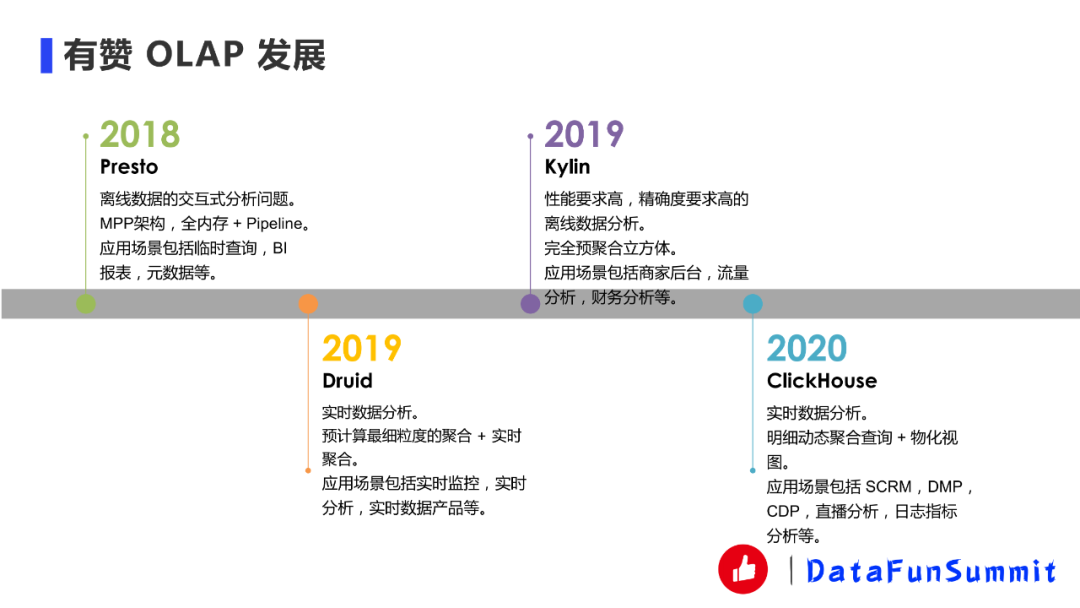 有赞 OLAP 发展
2018
Presto
离线数据的交互式分析问题。
MPP架构，全内存 + Pipeline。
应用场景包括临时查询，BI
报表，元数据等。
2019
Druid
实时数据分析。
预计算最细粒度的聚合 + 实时
聚合。
应用场景包括实时监控，实时
分析，实时数据产品等。
2019
Kylin
性能要求高，精确度要求高的
离线数据分析。
完全预聚合立方体。
应用场景包括商家后台，流量
分析，财务分析等。
2020
ClickHouse
实时数据分析。
明细动态聚合查询 + 物化视
图。
应用场景包括 SCRM，DMP，
CDP，直播分析，日志指标
分析等。
DataFunSummit